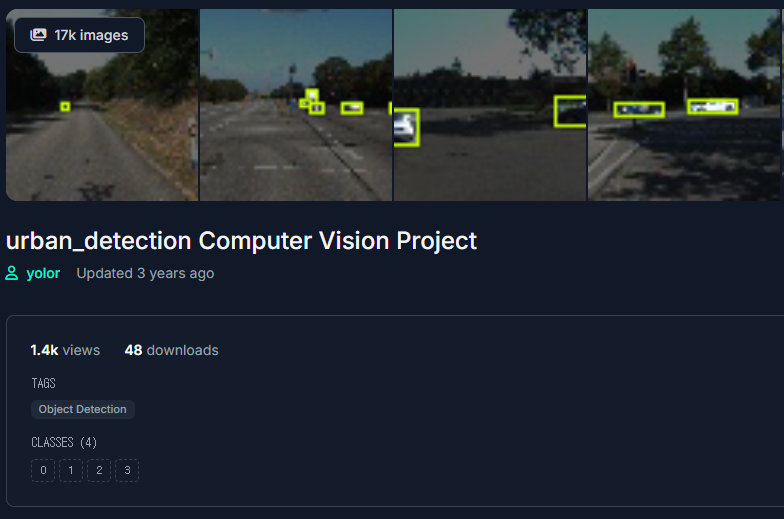 17k images
urban_detection Computer Vision Project
yolor Updated 3 years ago
1.4k views 48 downloads
TAGS
Object Detection
CLASSES (4)
0 1 2 3